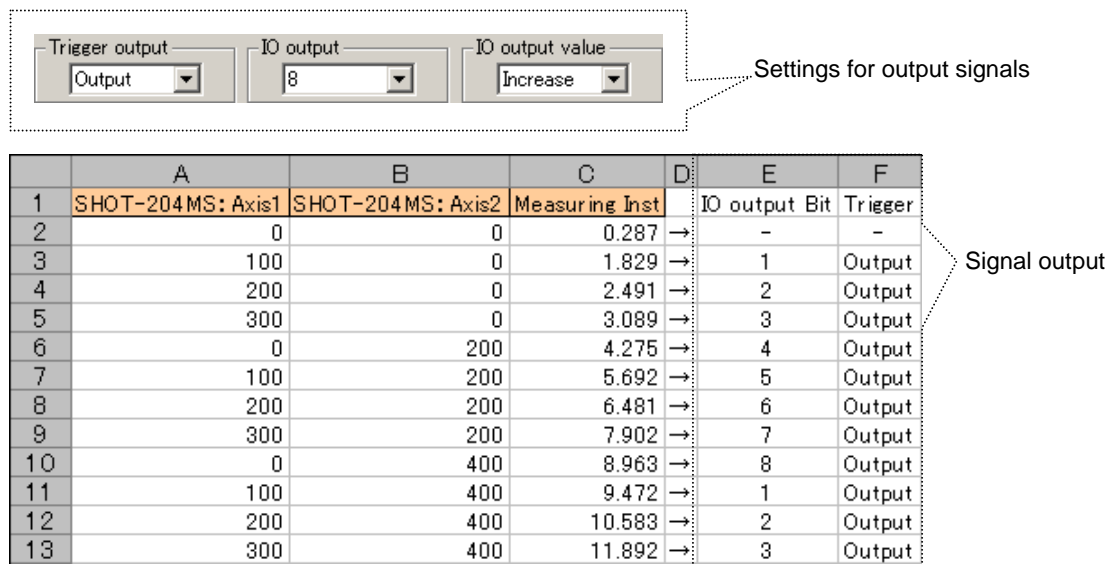 Trigger output IO output IO output value
Output 8 Increase
Settings for output signals
A B C D E F
1 SHOT-204MS: Axis1 SHOT-204MS: Axis2 Measuring Inst IO output Bit Trigger
2 0 0 0.287 → - -
3 100 0 1.829 → 1 Output
Signal output
4 200 0 2.491 → 2 Output
5 300 0 3.089 → 3 Output
6 0 200 4.275 → 4 Output
7 100 200 5.692 → 5 Output
8 200 200 6.481 → 6 Output
9 300 200 7.902 → 7 Output
10 0 400 8.963 → 8 Output
11 100 400 9.472 → 1 Output
12 200 400 10.583 → 2 Output
13 300 400 11.892 → 3 Output